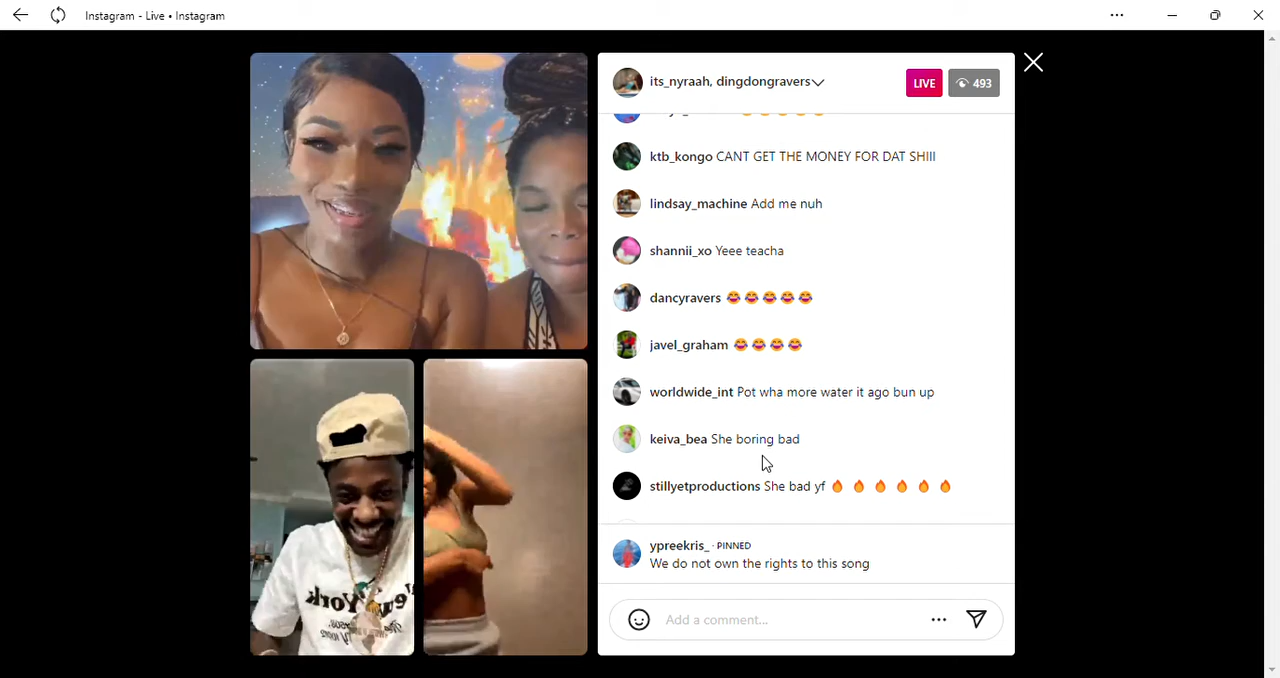 Instagram - Live • Instagram
its_nyraah, dingdongravers
LIVE
493
ktb_kongo CANT GET THE MONEY FOR DAT SHIII
lindsay_machine Add me nuh
shannii_xo Yeee teacha
dancyravers 😂😂😂😂😂
javel_graham 😂😂😂😂
worldwide_int Pot wha more water it ago bun up
keiva_bea She boring bad
stillyetproductions She bad yf 🔥 🔥 🔥 🔥 🔥 🔥
ypreekris_ · PINNED
We do not own the rights to this song
Add a comment...